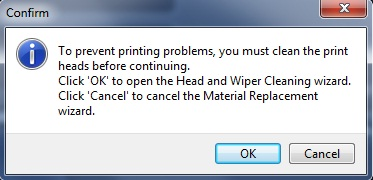 Confirm
To prevent printing problems, you must clean the print
heads before continuing.
Click 'OK' to open the Head and Wiper Cleaning wizard.
Click 'Cancel' to cancel the Material Replacement
wizard.
OK Cancel